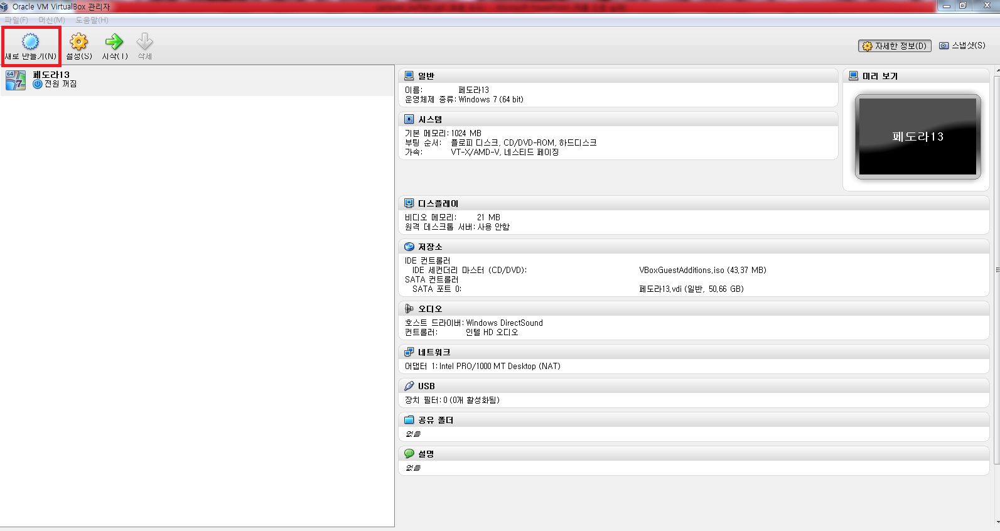 Oracle VM VirtualBox 관리자
파일(F) 머신(M) 도움말(H)
새로 만들기(N) 설정(S) 시작(T) 삭제
자세한 정보(D) 스냅샷(S)
64
7
페도라13
전원 꺼짐
일반
이름: 페도라13
운영체제 종류: Windows 7 (64 bit)
시스템
기본 메모리: 1024 MB
부팅 순서: 플로피 디스크, CD/DVD-ROM, 하드디스크
가속: VT-X/AMD-V, 네스티드 페이징
미리 보기
페도라13
디스플레이
비디오 메모리: 21 MB
원격 데스크톱 서버: 사용 안함
저장소
IDE 컨트롤러
IDE 세컨더리 마스터 (CD/DVD): VBoxGuestAdditions.iso (43.37 MB)
SATA 컨트롤러
SATA 포트 0: 페도라13.vdi (일반, 50.66 GB)
오디오
호스트 드라이버: Windows DirectSound
컨트롤러: 인텔 HD 오디오
네트워크
어댑터 1: Intel PRO/1000 MT Desktop (NAT)
USB
장치 필터: 0 (0개 활성화됨)
공유 폴더
없음
설명
없음